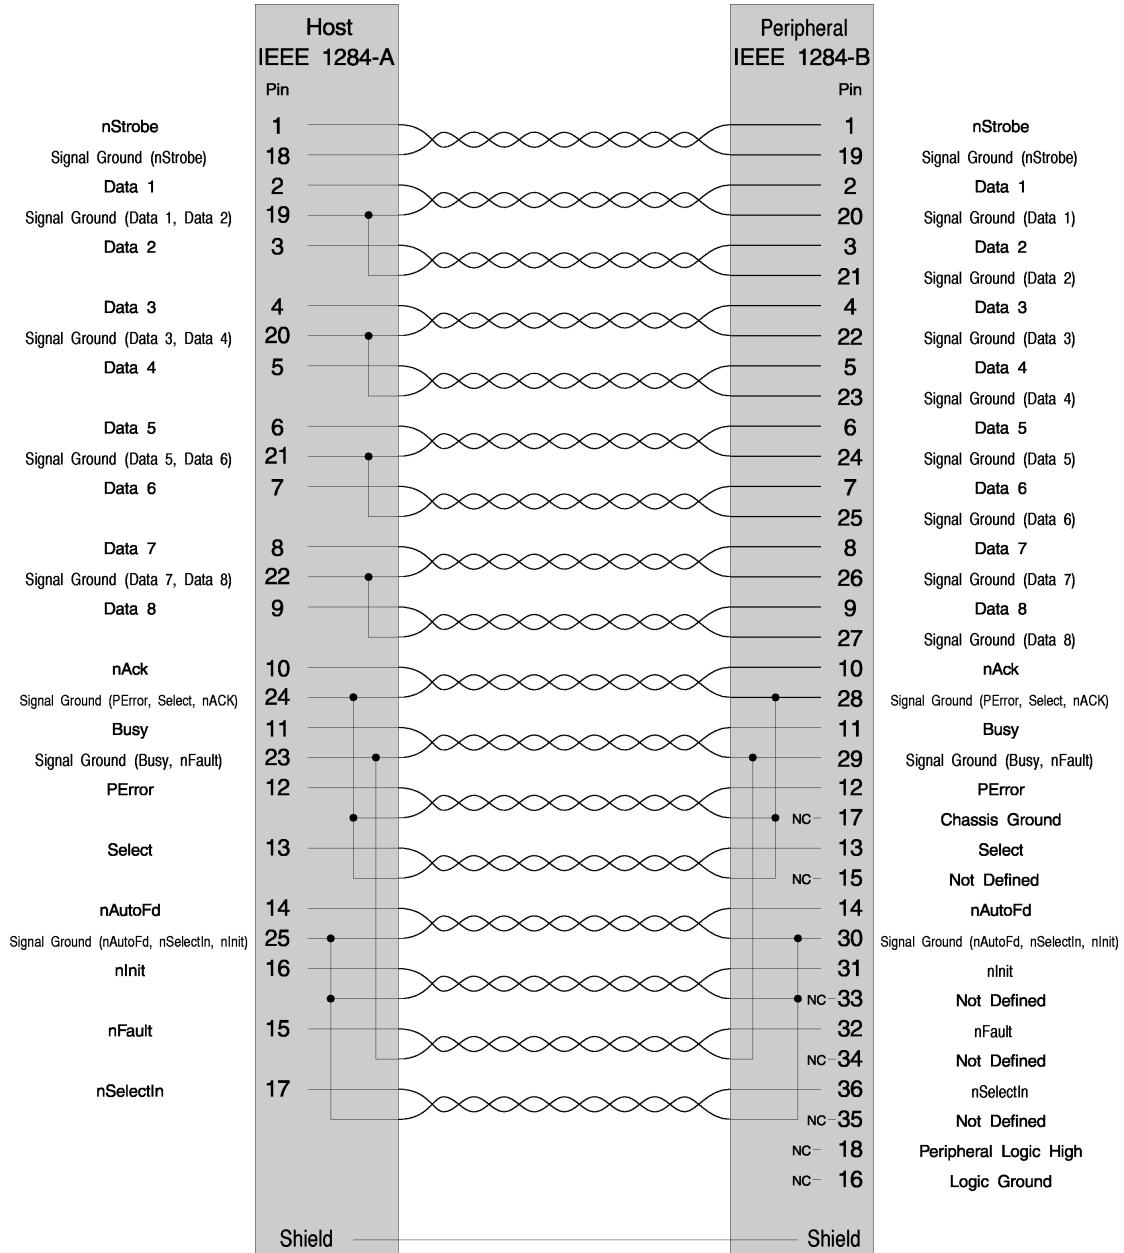 Host Peripheral
IEEE 1284-A IEEE 1284-B
Pin Pin
nStrobe 1 1 nStrobe
Signal Ground (nStrobe) 18 19 Signal Ground (nStrobe)
Data 1 2 2 Data 1
Signal Ground (Data 1, Data 2) 19 20 Signal Ground (Data 1)
Data 2 3 3 Data 2
21 Signal Ground (Data 2)
Data 3 4 4 Data 3
Signal Ground (Data 3, Data 4) 20 22 Signal Ground (Data 3)
Data 4 5 5 Data 4
23 Signal Ground (Data 4)
Data 5 6 6 Data 5
Signal Ground (Data 5, Data 6) 21 24 Signal Ground (Data 5)
Data 6 7 7 Data 6
25 Signal Ground (Data 6)
Data 7 8 8 Data 7
Signal Ground (Data 7, Data 8) 22 26 Signal Ground (Data 7)
Data 8 9 9 Data 8
27 Signal Ground (Data 8)
nAck 10 10 nAck
Signal Ground (PError, Select, nACK) 24 28 Signal Ground (PError, Select, nACK)
Busy 11 11 Busy
Signal Ground (Busy, nFault) 23 29 Signal Ground (Busy, nFault)
PError 12 12 PError
NC 17 Chassis Ground
Select 13 13 Select
NC 15 Not Defined
nAutoFd 14 14 nAutoFd
Signal Ground (nAutoFd, nSelectIn, nInit) 25 30 Signal Ground (nAutoFd, nSelectIn, nInit)
nInit 16 31 nInit
NC 33 Not Defined
nFault 15 32 nFault
NC 34 Not Defined
nSelectIn 17 36 nSelectIn
NC 35 Not Defined
NC 18 Peripheral Logic High
NC 16 Logic Ground
Shield Shield